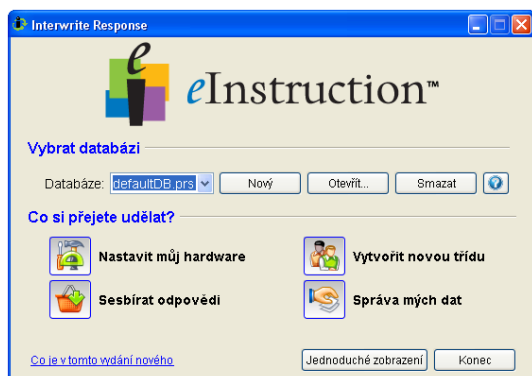 Interwrite Response
eInstruction™
Vybrat databázi
Databáze: defaultDB.prs Nový Otevřít... Smazat ?
Co si přejete udělat?
Nastavit můj hardware Vytvořit novou třídu
Sesbírat odpovědi Správa mých dat
Co je v tomto vydání nového Jednoduché zobrazení Konec